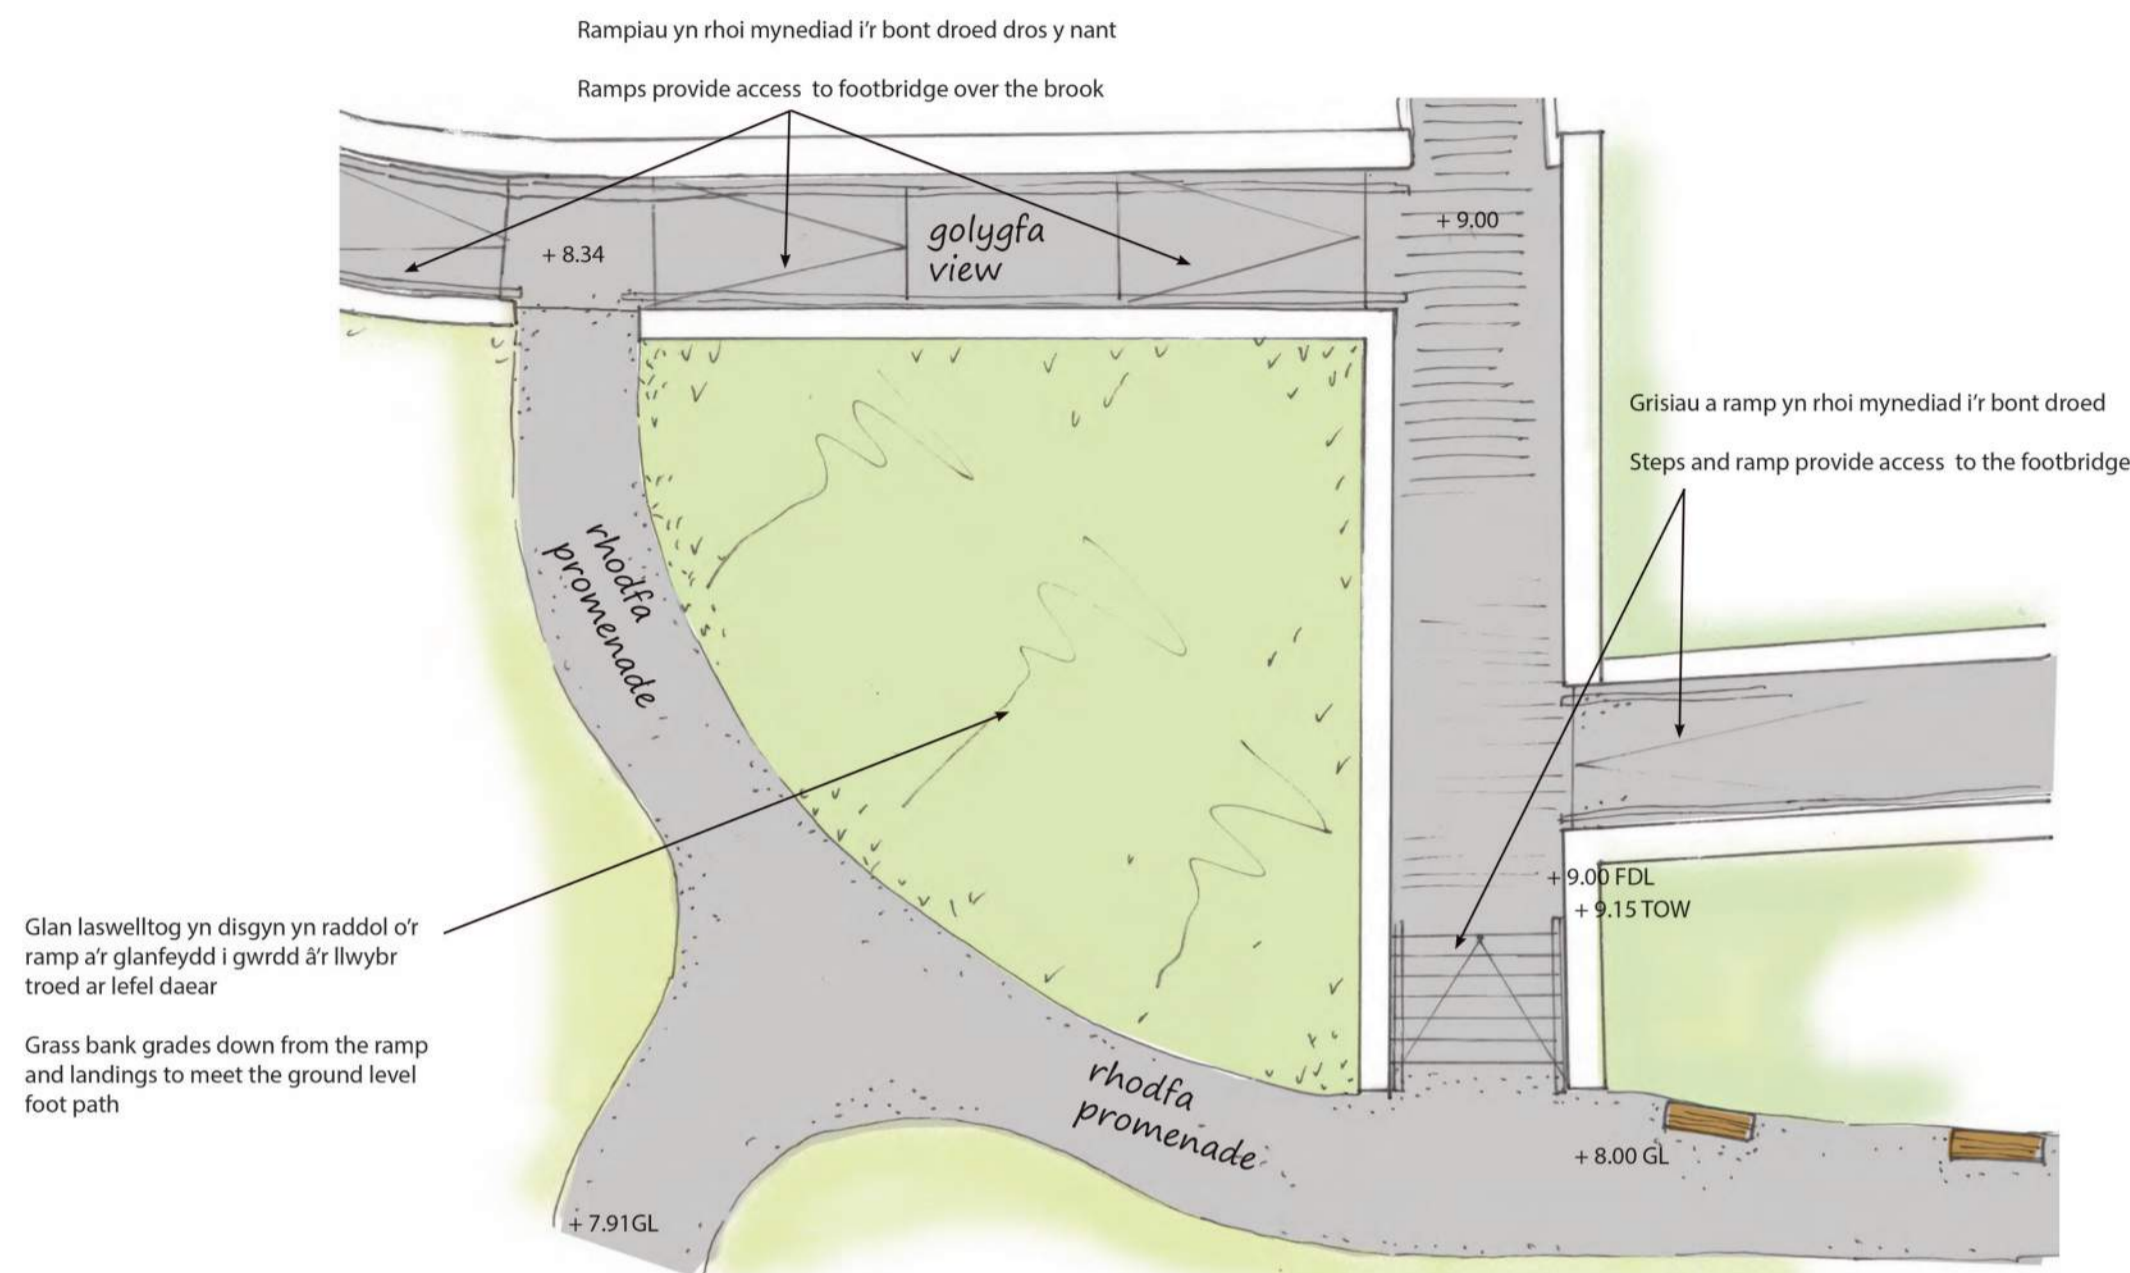 Rampiau yn rhoi mynediad i'r bont droed dros y nant
Ramps provide access to footbridge over the brook
+ 8.34
golygfa
view
+ 9.00
Grisiau a ramp yn rhoi mynediad i'r bont droed
Steps and ramp provide access to the footbridge
rhodfa
promenade
+ 9.00 FDL
+ 9.15 TOW
Glan laswelltog yn disgyn yn raddol o'r
ramp a'r glanfeydd i gwrdd â'r llwybr
troed ar lefel daear
Grass bank grades down from the ramp
and landings to meet the ground level
foot path
rhodfa
promenade
+ 8.00 GL
+ 7.91GL